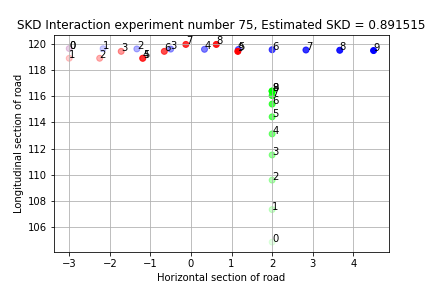 SKD Interaction experiment number 75, Estimated SKD = 0.891515
120
118
116
114
112
110
108
106
Longitudinal section of road
0 1 2 3 4 5 6 7 8 9
0 1 2 3 4 5 6 7 8 9
0 1 2 3 4 5 6 7 8 9
−3 −2 −1 0 1 2 3 4
Horizontal section of road